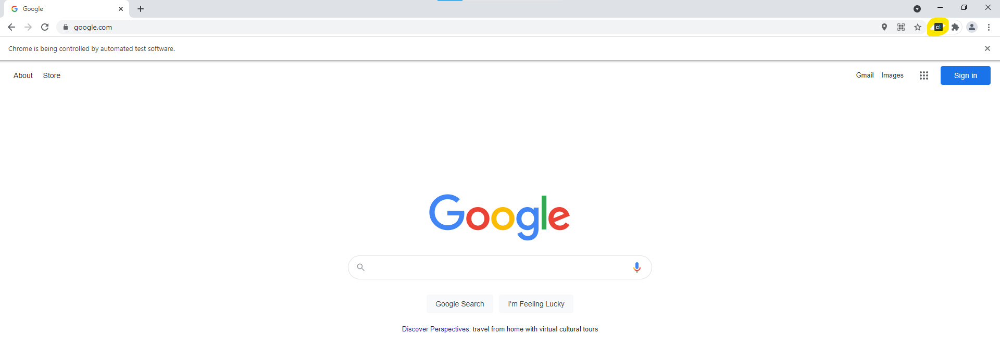 Google
google.com
ct
Chrome is being controlled by automated test software.
About Store
Gmail Images Sign in
Google
Google Search I'm Feeling Lucky
Discover Perspectives: travel from home with virtual cultural tours